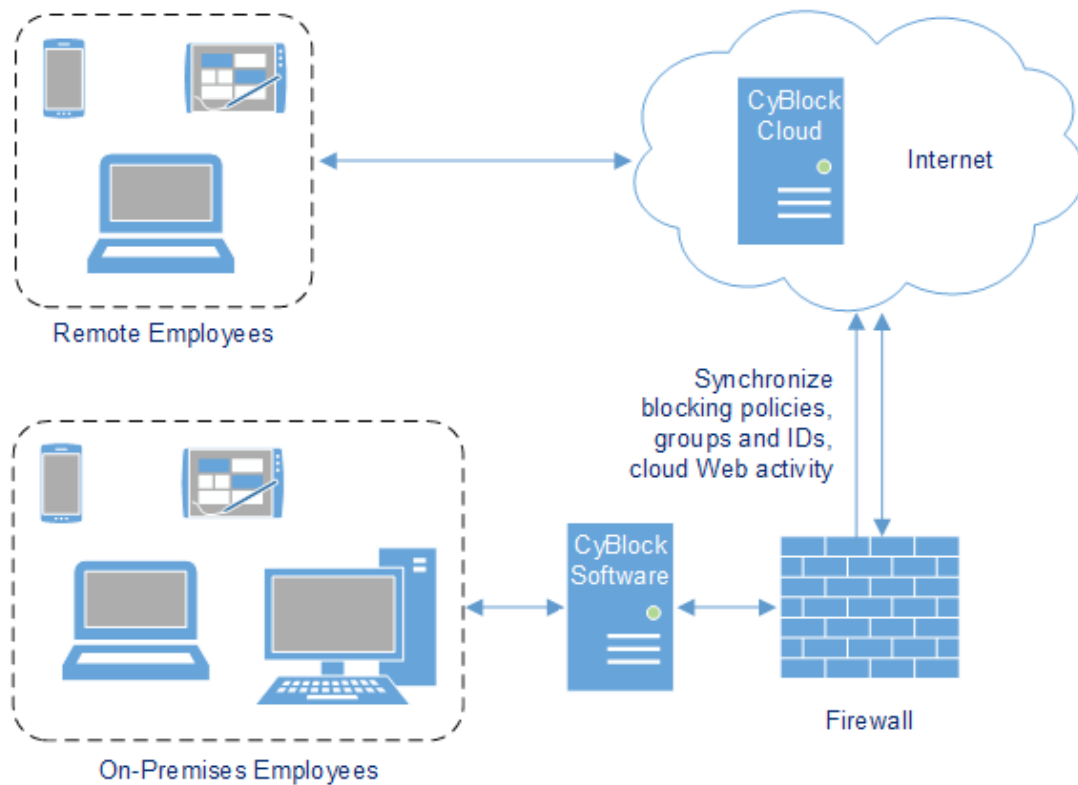 CyBlock
Cloud
Internet
Remote Employees
Synchronize
blocking policies,
groups and IDs,
cloud Web activity
CyBlock
Software
Firewall
On-Premises Employees